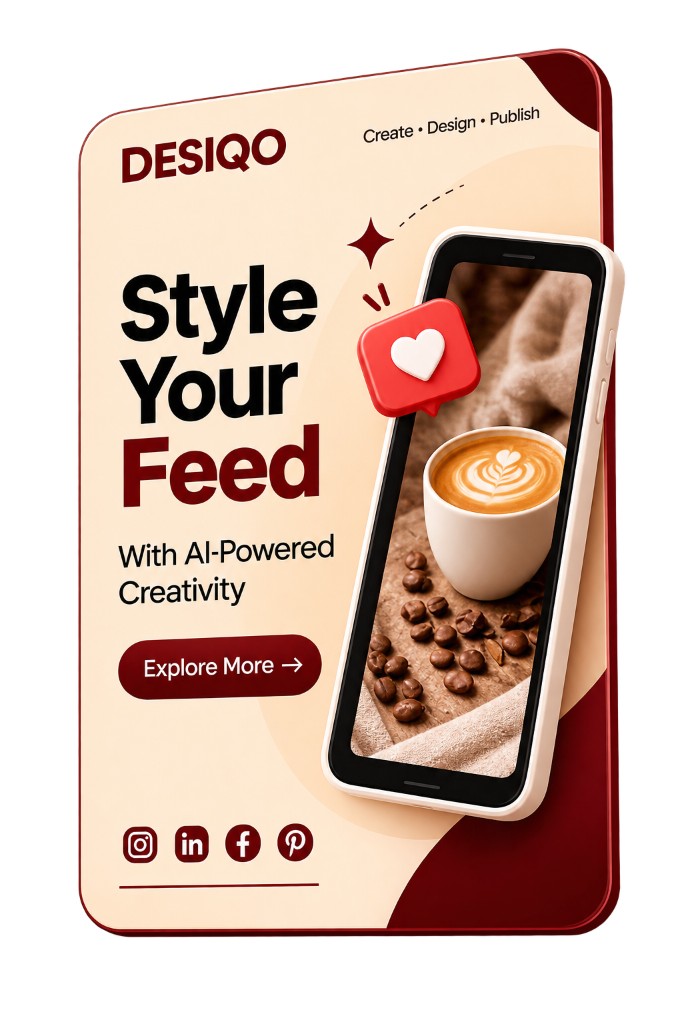 DESIQO
Create • Design • Publish
Style
Your
Feed
With AI-Powered
Creativity
Explore More →